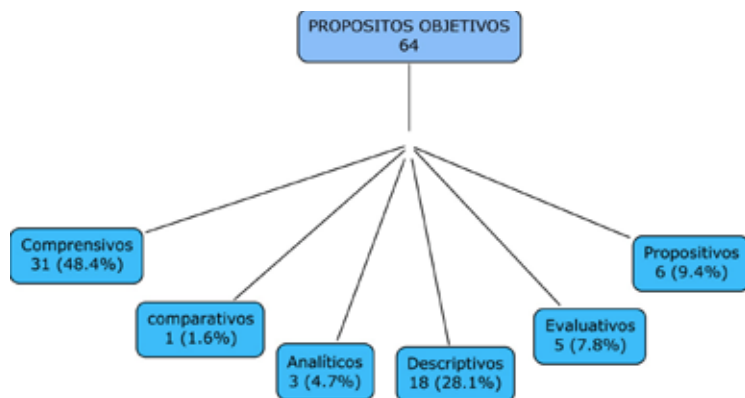 PROPOSITOS OBJETIVOS
64
Comprensivos
31 (48.4%)
comparativos
1 (1.6%)
Analíticos
3 (4.7%)
Descriptivos
18 (28.1%)
Evaluativos
5 (7.8%)
Propositivos
6 (9.4%)